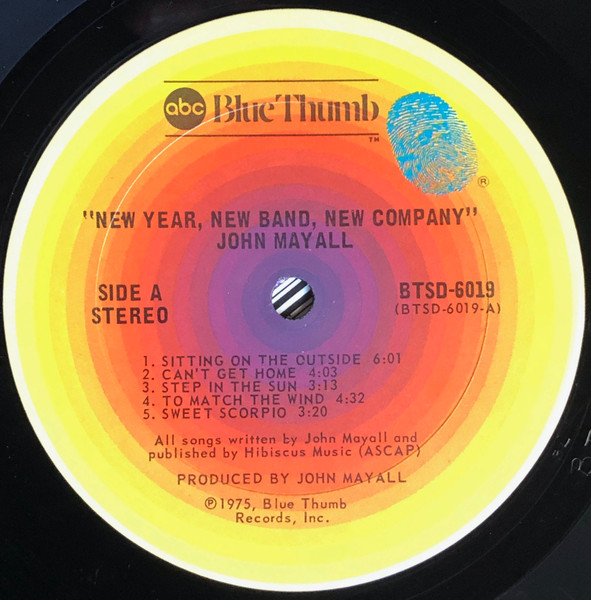 abc Blue Thumb
TM
®
"NEW YEAR, NEW BAND, NEW COMPANY"
JOHN MAYALL
SIDE A
STEREO
BTSD-6019
(BTSD-6019-A)
1. SITTING ON THE OUTSIDE 6:01
2. CAN'T GET HOME 4:03
3. STEP IN THE SUN 3:13
4. TO MATCH THE WIND 4:32
5. SWEET SCORPIO 3:20
All songs written by John Mayall and
published by Hibiscus Music (ASCAP)
PRODUCED BY JOHN MAYALL
℗1975, Blue Thumb
Records, Inc.